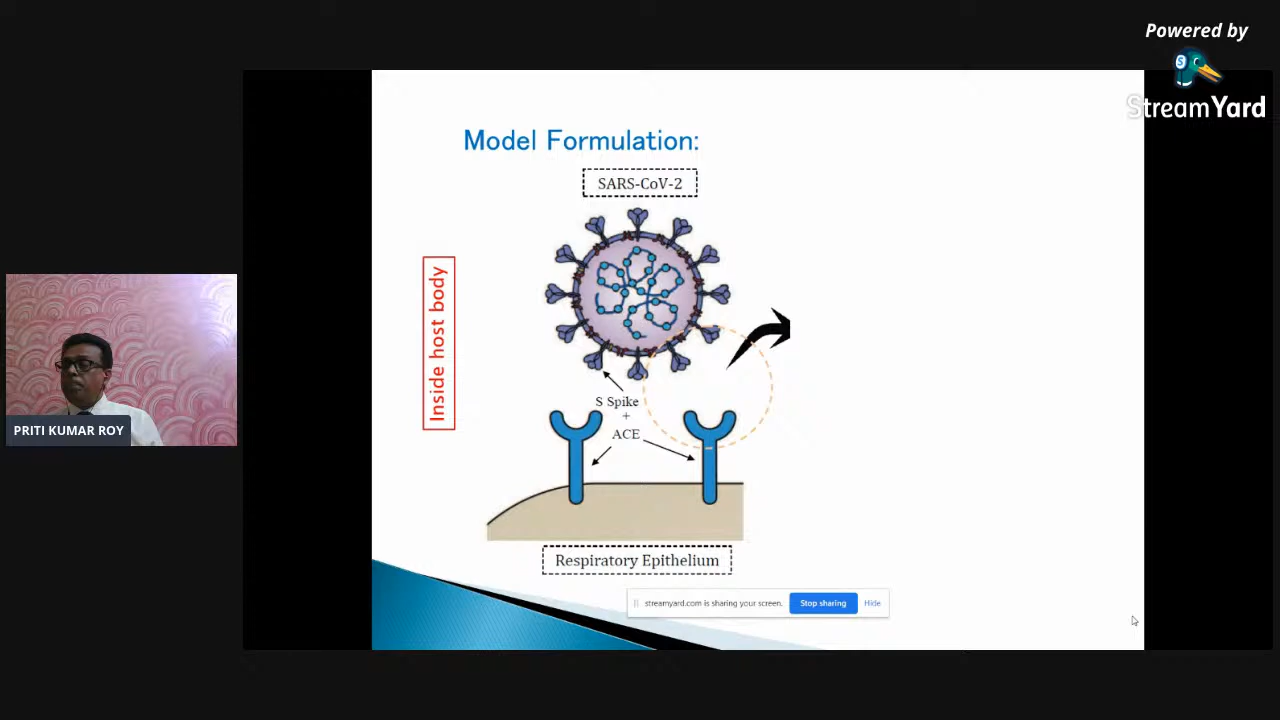 Powered by
S
StreamYard
Model Formulation:
SARS-CoV-2
Inside host body
S Spike
+
ACE
Respiratory Epithelium
streamyard.com is sharing your screen.
Stop sharing
Hide
PRITI KUMAR ROY